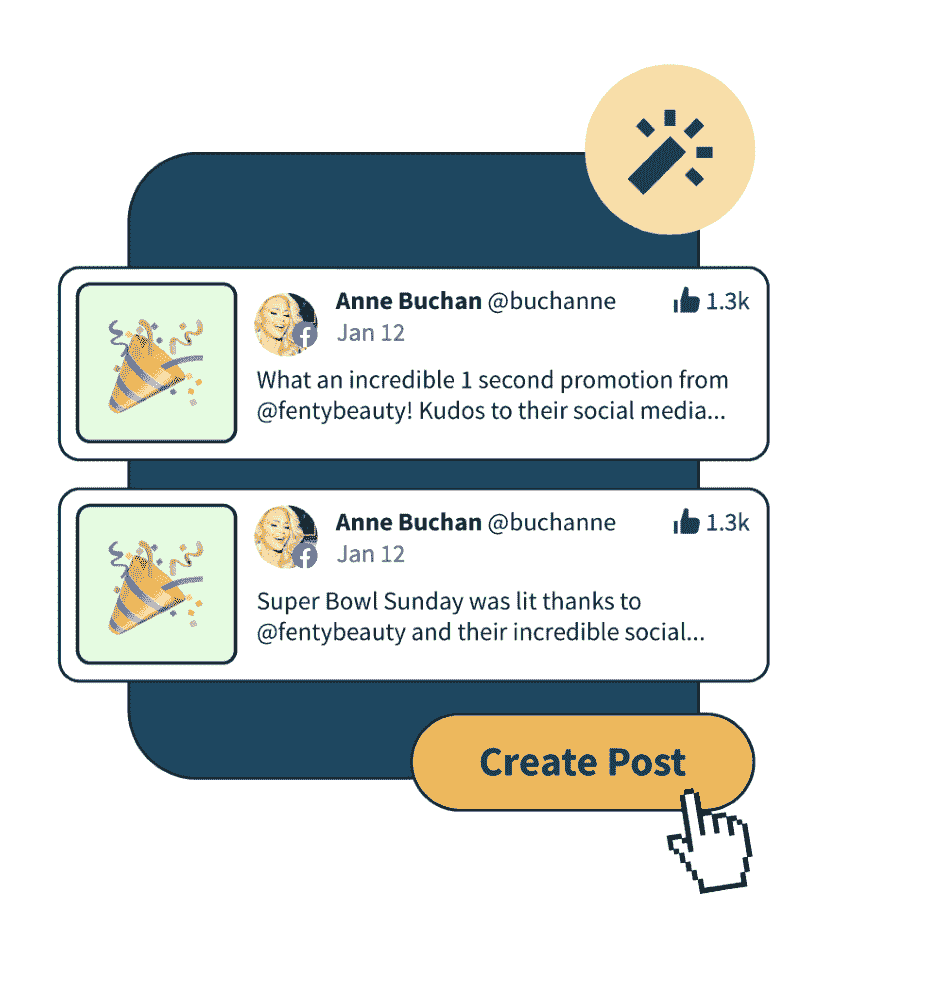 Anne Buchan @buchanne 1.3k
Jan 12
What an incredible 1 second promotion from
@fentybeauty! Kudos to their social media...
Anne Buchan @buchanne 1.3k
Jan 12
Super Bowl Sunday was lit thanks to
@fentybeauty and their incredible social...
Create Post